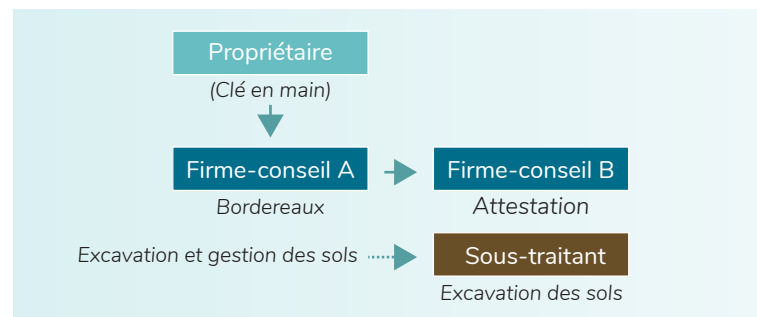 Propriétaire
(Clé en main)
Firme-conseil A
Firme-conseil B
Bordereaux
Attestation
Excavation et gestion des sols
Sous-traitant
Excavation des sols